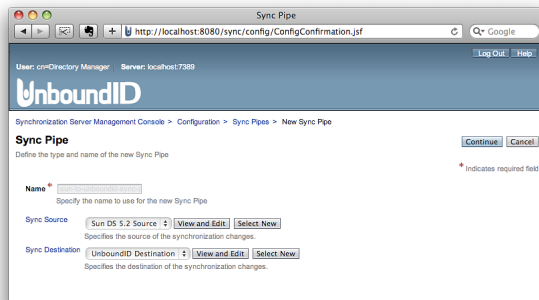 Sync Pipe
http://localhost:8080/sync/config/ConfigConfirmation.jsf
Google
Log Out Help
User: cn=Directory Manager Server: localhost:7389
UnboundID
Synchronization Server Management Console > Configuration > Sync Pipes > New Sync Pipe
Sync Pipe
Continue Cancel
Define the type and name of the new Sync Pipe
* Indicates required field
Name *
Specify the name to use for the new Sync Pipe
Sync Source Sun DS 5.2 Source View and Edit Select New
Specifies the source of the synchronization changes.
Sync Destination UnboundID Destination View and Edit Select New
Specifies the destination of the synchronization changes.